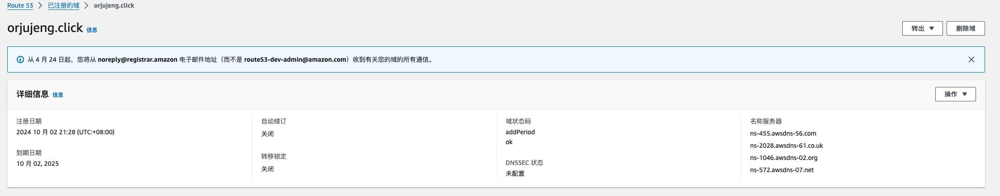 Route 53 > 已注册的域 > orjujeng.click
orjujeng.click 信息
转出 ▼ 删除域
从 4 月 24 日起，您将从 noreply@registrar.amazon 电子邮件地址（而不是 route53-dev-admin@amazon.com）收到有关您的域的所有通信。
详细信息 信息
操作 ▼
注册日期
2024 10 月 02 21:28 (UTC:+08:00)
到期日期
10 月 02, 2025
自动续订
关闭
转移锁定
关闭
域状态码
addPeriod
ok
DNSSEC 状态
未配置
名称服务器
ns-455.awsdns-56.com
ns-2028.awsdns-61.co.uk
ns-1046.awsdns-02.org
ns-572.awsdns-07.net